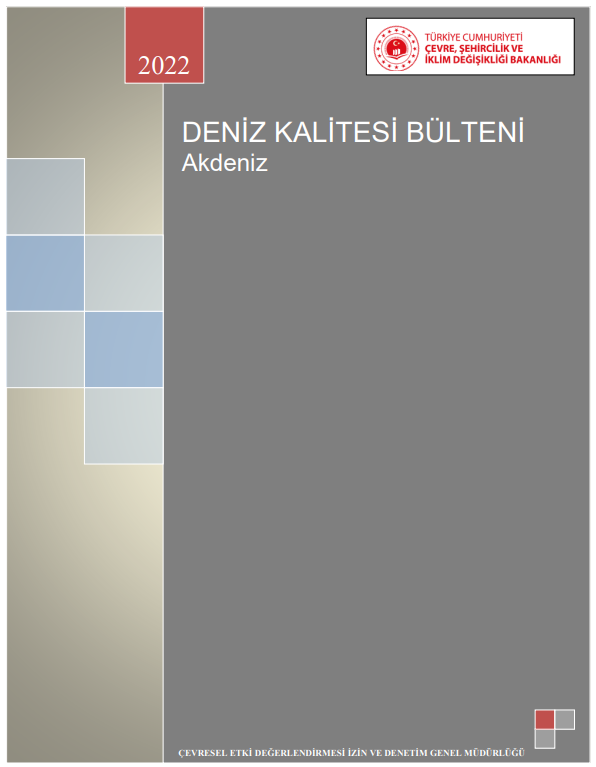 2022
TÜRKİYE CUMHURİYETİ
ÇEVRE, ŞEHİRCİLİK VE
İKLİM DEĞİŞİKLİĞİ BAKANLIĞI
DENİZ KALİTESİ BÜLTENİ
Akdeniz
ÇEVRESEL ETKİ DEĞERLENDİRMESİ İZİN VE DENETİM GENEL MÜDÜRLÜĞÜ